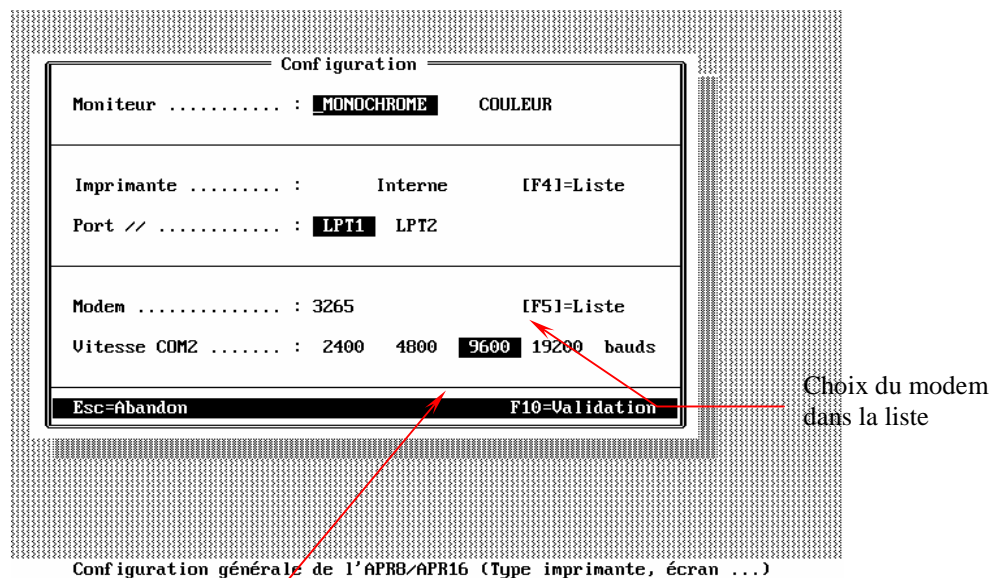 Configuration
Moniteur ........... : _MONOCHROME COULEUR
Imprimante ......... : Interne [F4]=Liste
Port // ............ : LPT1 LPT2
Modem .............. : 3265 [F5]=Liste
Vitesse COM2 ....... : 2400 4800 9600 19200 bauds
Esc=Abandon F10=Validation
Choix du modem
dans la liste
Configuration générale de l'APR8/APR16 (Type imprimante, écran ...)